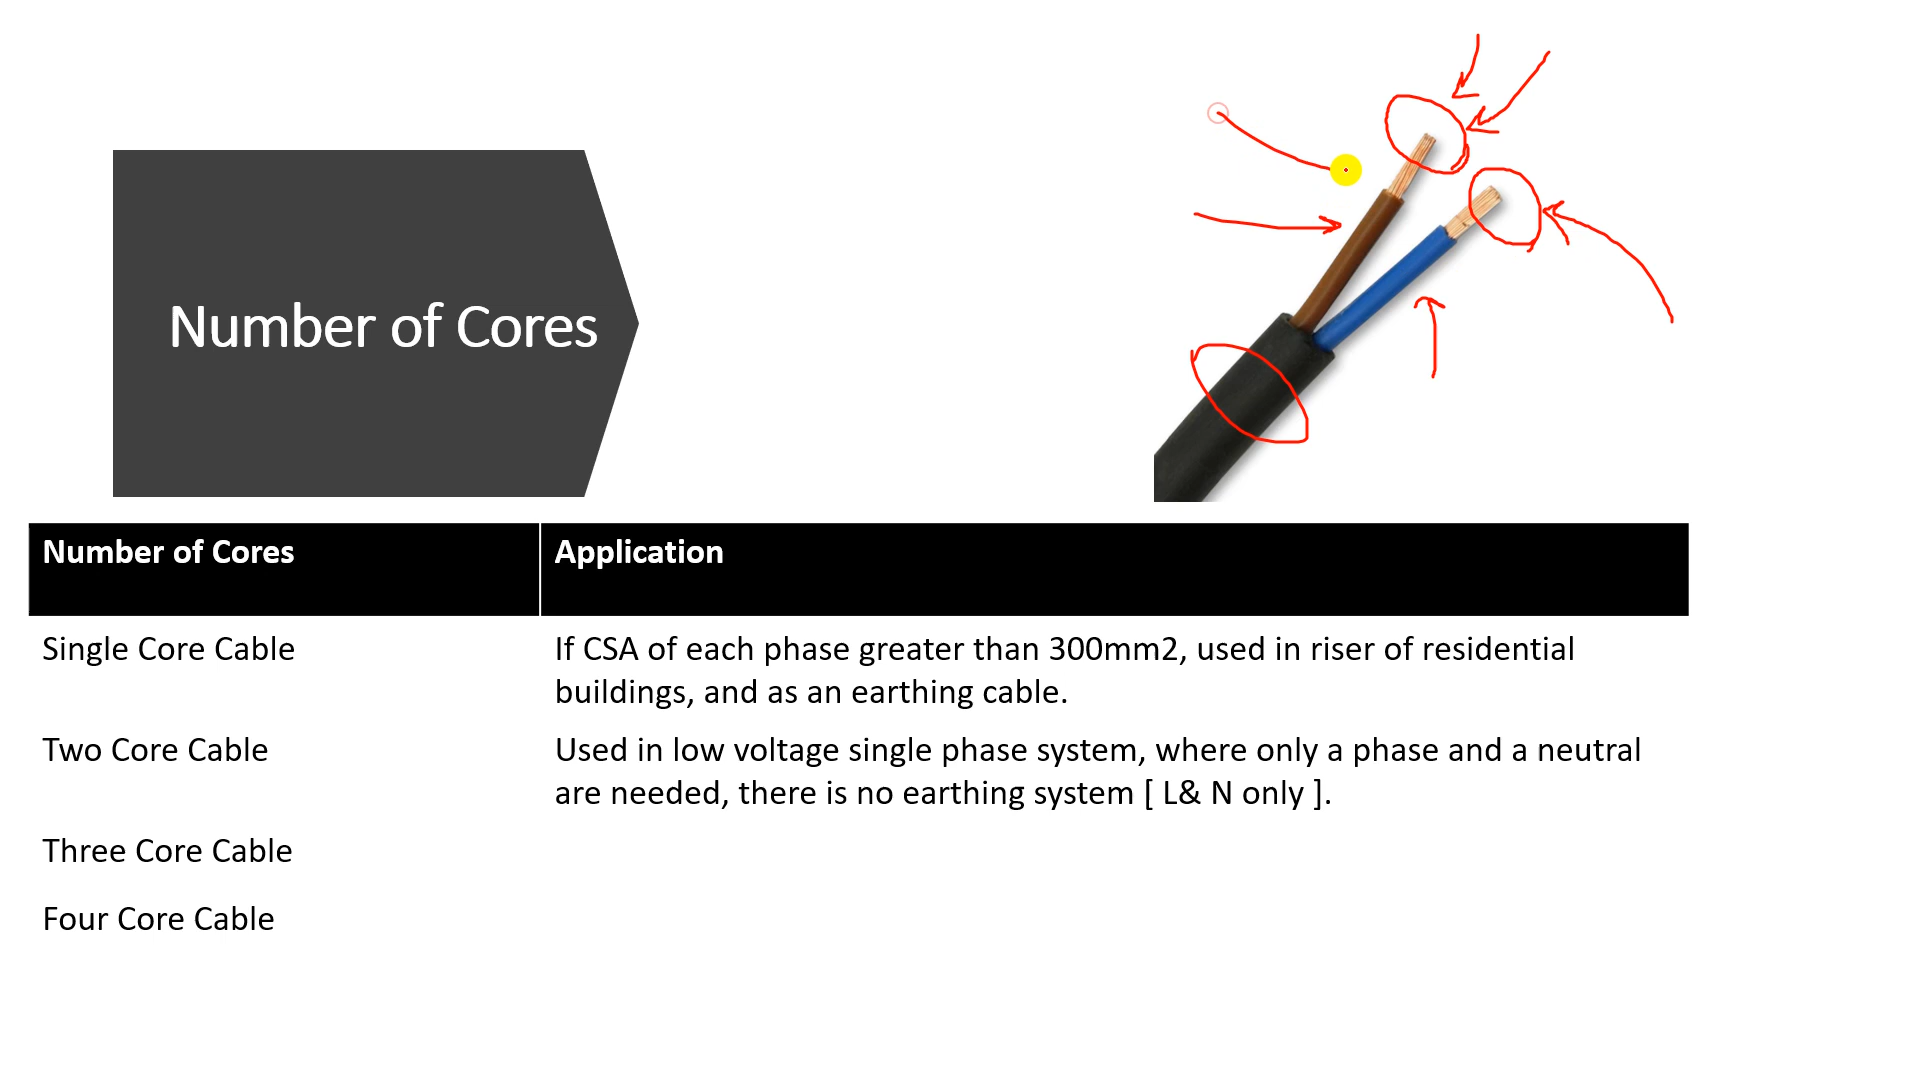 Number of Cores
Number of Cores
Application
Single Core Cable
If CSA of each phase greater than 300mm2, used in riser of residential
buildings, and as an earthing cable.
Two Core Cable
Used in low voltage single phase system, where only a phase and a neutral
are needed, there is no earthing system [ L& N only ].
Three Core Cable
Four Core Cable